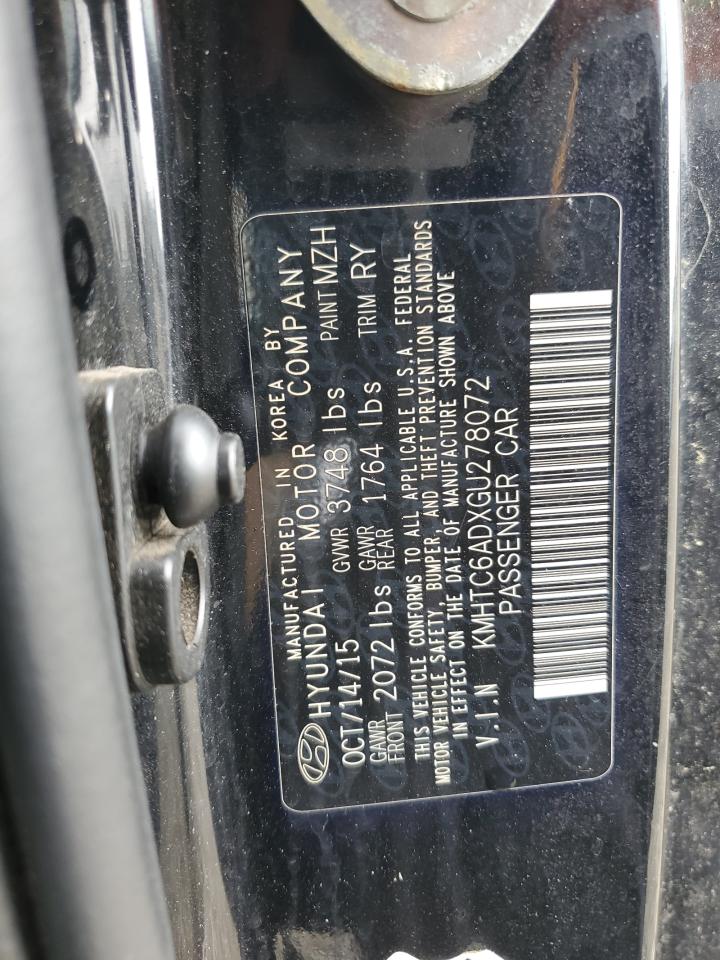 MANUFACTURED IN KOREA BY
HYUNDAI MOTOR COMPANY
OCT/14/15 GVWR 3748 lbs PAINT MZH
GAWR FRONT 2072 lbs GAWR REAR 1764 lbs TRIM RY
THIS VEHICLE CONFORMS TO ALL APPLICABLE U.S.A. FEDERAL
MOTOR VEHICLE SAFETY, BUMPER, AND THEFT PREVENTION STANDARDS
IN EFFECT ON THE DATE OF MANUFACTURE SHOWN ABOVE
V.I.N KMHTC6ADXGU278072
PASSENGER CAR